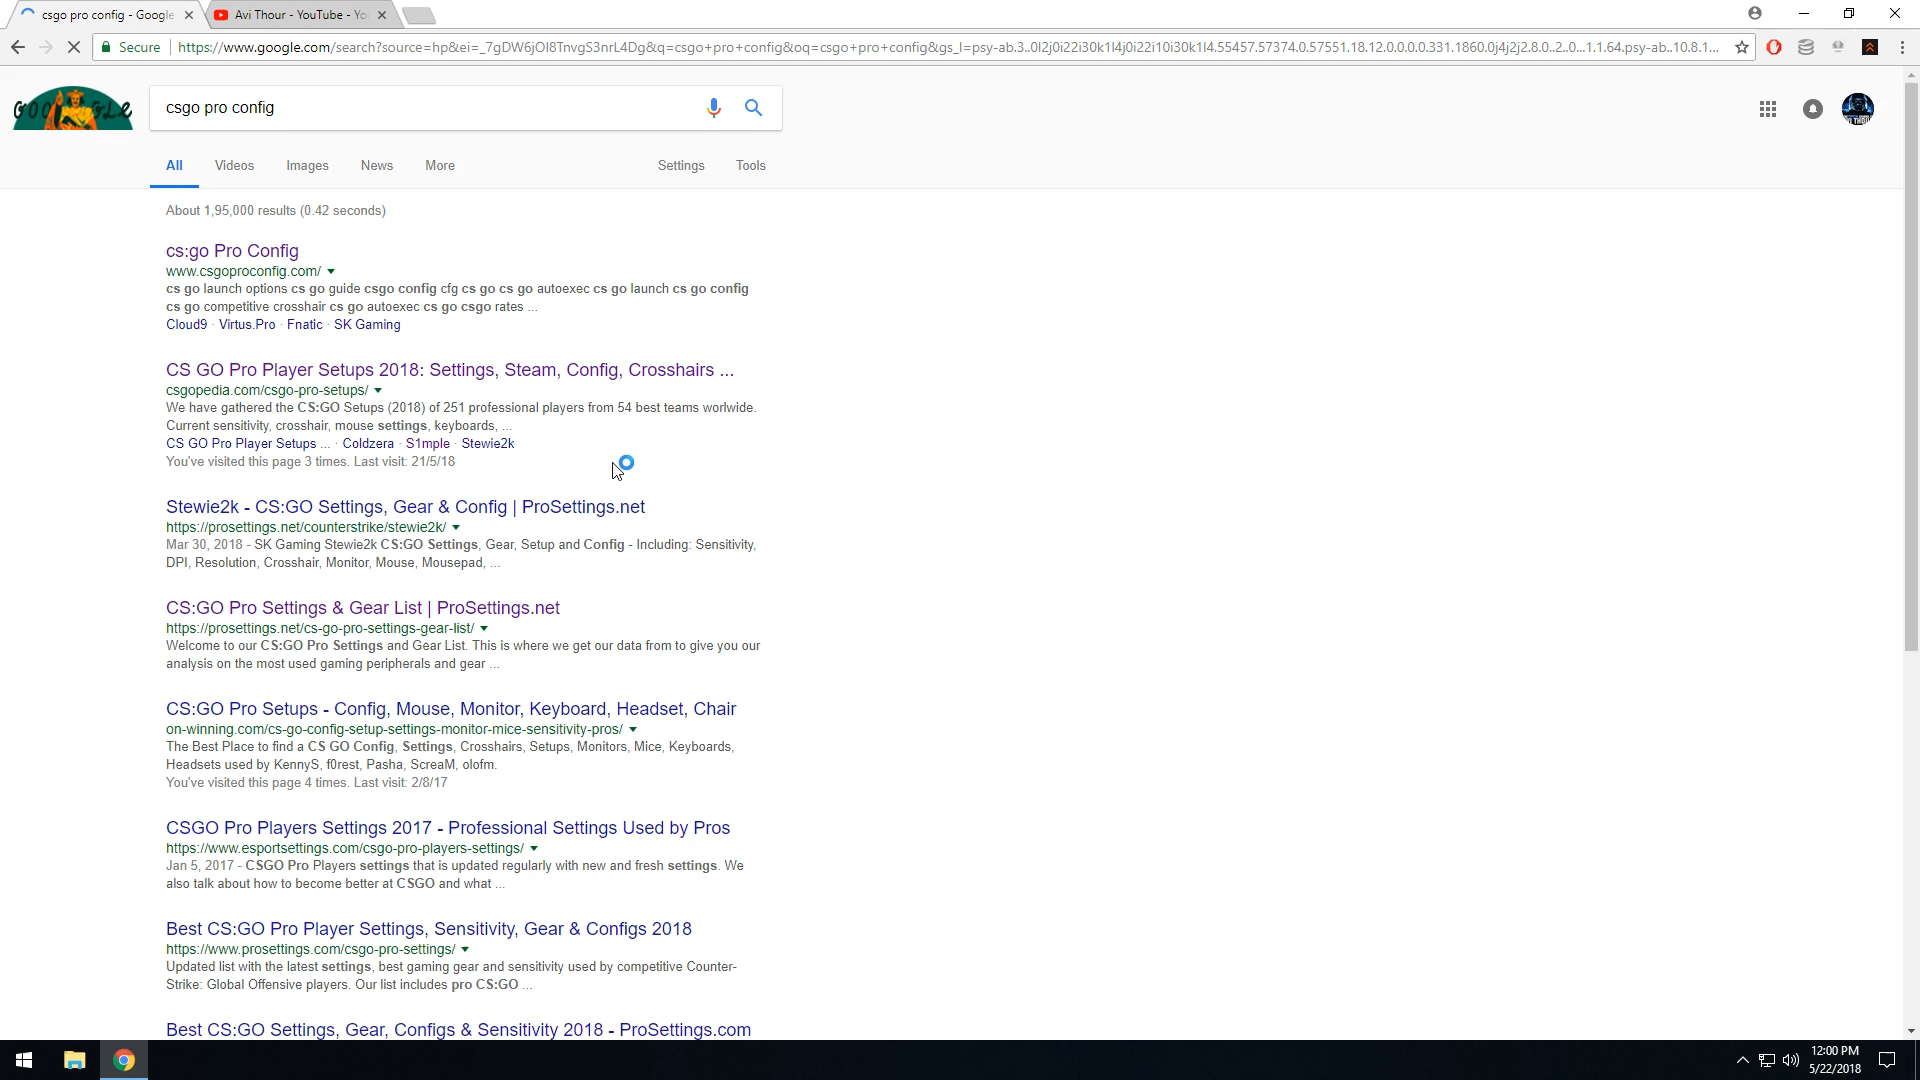 csgo pro config - Google
Avi Thour - YouTube - Yo
Secure
https://www.google.com/search?source=hp&ei=_7gDW6jOI8TnvgS3nrL4Dg&q=csgo+pro+config&oq=csgo+pro+config&gs_l=psy-ab.3..0l2j0i22i30k1l4j0i22i10i30k1l4.55457.57374.0.57551.18.12.0.0.0.0.331.1860.0j4j2j2.8.0..2..0...1.1.64.psy-ab..10.8.1...
GOOGLE
csgo pro config
All
Videos
Images
News
More
Settings
Tools
About 1,95,000 results (0.42 seconds)
cs:go Pro Config
www.csgoproconfig.com/
cs go launch options cs go guide csgo config cfg cs go cs go autoexec cs go launch cs go config
cs go competitive crosshair cs go autoexec cs go csgo rates ...
Cloud9 · Virtus.Pro · Fnatic · SK Gaming
CS GO Pro Player Setups 2018: Settings, Steam, Config, Crosshairs ...
csgopedia.com/csgo-pro-setups/
We have gathered the CS:GO Setups (2018) of 251 professional players from 54 best teams worlwide.
Current sensitivity, crosshair, mouse settings, keyboards, ...
CS GO Pro Player Setups ... · Coldzera · S1mple · Stewie2k
You've visited this page 3 times. Last visit: 21/5/18
Stewie2k - CS:GO Settings, Gear & Config | ProSettings.net
https://prosettings.net/counterstrike/stewie2k/
Mar 30, 2018 - SK Gaming Stewie2k CS:GO Settings, Gear, Setup and Config - Including: Sensitivity,
DPI, Resolution, Crosshair, Monitor, Mouse, Mousepad, ...
CS:GO Pro Settings & Gear List | ProSettings.net
https://prosettings.net/cs-go-pro-settings-gear-list/
Welcome to our CS:GO Pro Settings and Gear List. This is where we get our data from to give you our
analysis on the most used gaming peripherals and gear ...
CS:GO Pro Setups - Config, Mouse, Monitor, Keyboard, Headset, Chair
on-winning.com/cs-go-config-setup-settings-monitor-mice-sensitivity-pros/
The Best Place to find a CS GO Config, Settings, Crosshairs, Setups, Monitors, Mice, Keyboards,
Headsets used by KennyS, f0rest, Pasha, ScreaM, olofm.
You've visited this page 4 times. Last visit: 2/8/17
CSGO Pro Players Settings 2017 - Professional Settings Used by Pros
https://www.esportsettings.com/csgo-pro-players-settings/
Jan 5, 2017 - CSGO Pro Players settings that is updated regularly with new and fresh settings. We
also talk about how to become better at CSGO and what ...
Best CS:GO Pro Player Settings, Sensitivity, Gear & Configs 2018
https://www.prosettings.com/csgo-pro-settings/
Updated list with the latest settings, best gaming gear and sensitivity used by competitive Counter-
Strike: Global Offensive players. Our list includes pro CS:GO ...
Best CS:GO Settings, Gear, Configs & Sensitivity 2018 - ProSettings.com
12:00 PM
5/22/2018